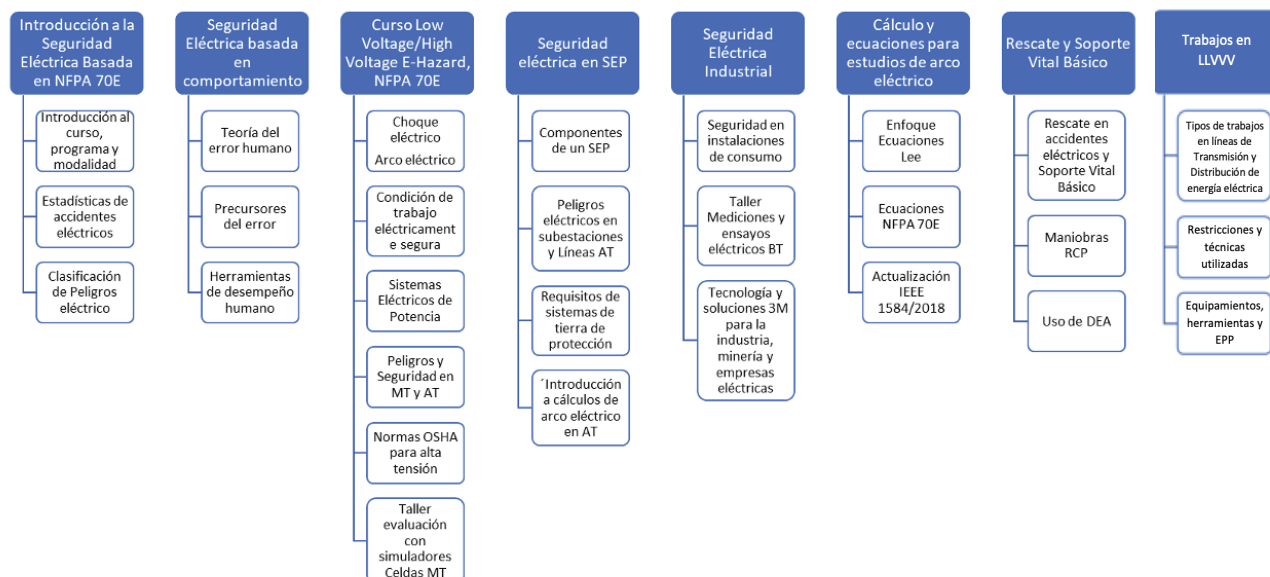 Introducción a la
Seguridad
Eléctrica Basada
en NFPA 70E
Introducción al
curso,
programa y
modalidad
Estadísticas de
accidentes
eléctricos
Clasificación
de Peligros
eléctrico
Seguridad
Eléctrica basada
en
comportamiento
Teoría del
error humano
Precursores
del error
Herramientas
de desempeño
humano
Curso Low
Voltage/High
Voltage E-Hazard,
NFPA 70E
Choque
eléctrico
Arco eléctrico
Condición de
trabajo
eléctricament
e segura
Sistemas
Eléctricos de
Potencia
Peligros y
Seguridad en
MT y AT
Normas OSHA
para alta
tensión
Taller
evaluación
con
simuladores
Celdas MT
Seguridad
eléctrica en SEP
Componentes
de un SEP
Peligros
eléctricos en
subestaciones
y Líneas AT
Requisitos de
sistemas de
tierra de
protección
´Introducción
a cálculos de
arco eléctrico
en AT
Seguridad
Eléctrica
Industrial
Seguridad en
instalaciones
de consumo
Taller
Mediciones y
ensayos
eléctricos BT
Tecnología y
soluciones 3M
para la
industria,
minería y
empresas
eléctricas
Cálculo y
ecuaciones para
estudios de arco
eléctrico
Enfoque
Ecuaciones
Lee
Ecuaciones
NFPA 70E
Actualización
IEEE
1584/2018
Rescate y Soporte
Vital Básico
Rescate en
accidentes
eléctricos y
Soporte Vital
Básico
Maniobras
RCP
Uso de DEA
Trabajos en
LLVVV
Tipos de trabajos
en líneas de
Transmisión y
Distribución de
energía eléctrica
Restricciones y
técnicas
utilizadas
Equipamientos,
herramientas y
EPP